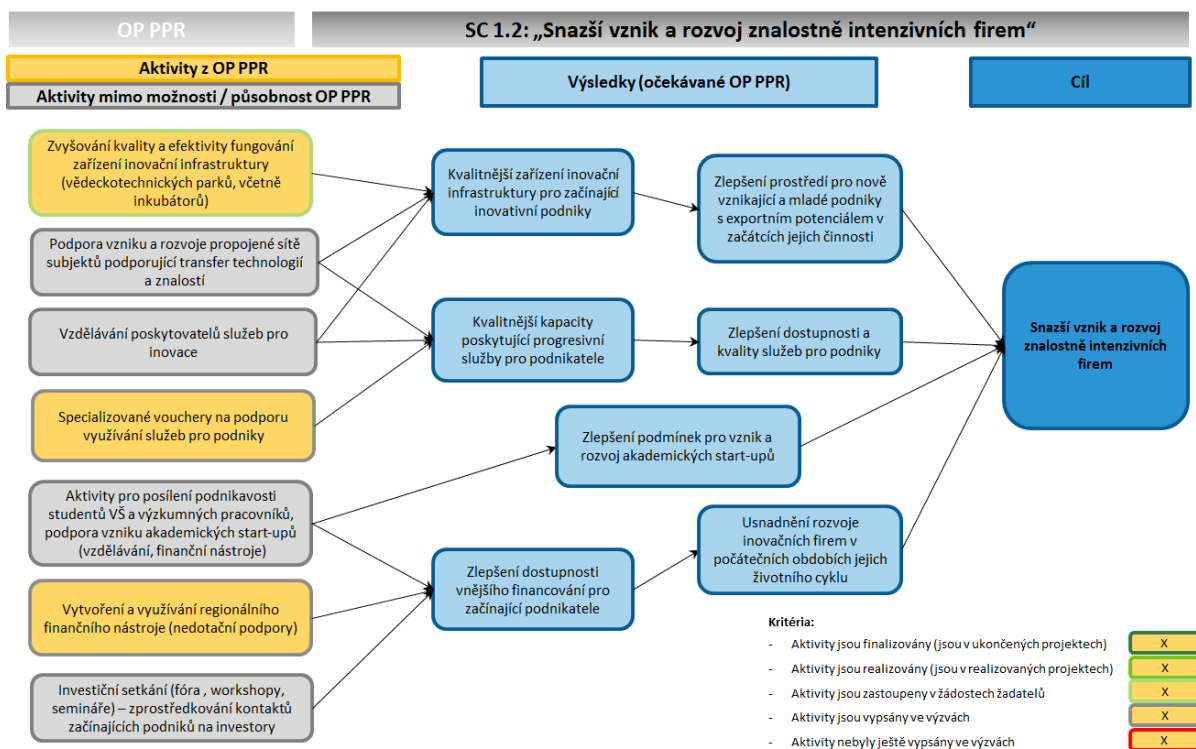 OP PPR
SC 1.2: „Snazší vznik a rozvoj znalostně intenzivních firem“
Aktivity z OP PPR
Aktivity mimo možnosti / působnost OP PPR
Výsledky (očekávané OP PPR)
Cíl
Zvyšování kvality a efektivity fungování
zařízení inovační infrastruktury
(vědeckotechnických parků, včetně
inkubátorů)
Podpora vzniku a rozvoje propojené sítě
subjektů podporující transfer technologií
a znalostí
Vzdělávání poskytovatelů služeb pro
inovace
Specializované vouchery na podporu
využívání služeb pro podniky
Aktivity pro posílení podnikavosti
studentů VŠ a výzkumných pracovníků,
podpora vzniku akademických start-upů
(vzdělávání, finanční nástroje)
Vytvoření a využívání regionálního
finančního nástroje (nedotační podpory)
Investiční setkání (fóra , workshopy,
semináře) – zprostředkování kontaktů
začínajících podniků na investory
Kvalitnější zařízení inovační
infrastruktury pro začínající
inovativní podniky
Kvalitnější kapacity
poskytující progresivní
služby pro podnikatele
Zlepšení podmínek pro vznik a
rozvoj akademických start-upů
Zlepšení dostupnosti
vnějšího financování pro
začínající podnikatele
Zlepšení prostředí pro nově
vznikající a mladé podniky
s exportním potenciálem v
začátcích jejich činnosti
Zlepšení dostupnosti a
kvality služeb pro podniky
Usnadnění rozvoje
inovačních firem v
počátečních obdobích jejich
životního cyklu
Snazší vznik a rozvoj
znalostně intenzivních
firem
Kritéria:
- Aktivity jsou finalizovány (jsou v ukončených projektech) X
- Aktivity jsou realizovány (jsou v realizovaných projektech) X
- Aktivity jsou zastoupeny v žádostech žadatelů X
- Aktivity jsou vypsány ve výzvách X
- Aktivity nebyly ještě vypsány ve výzvách X